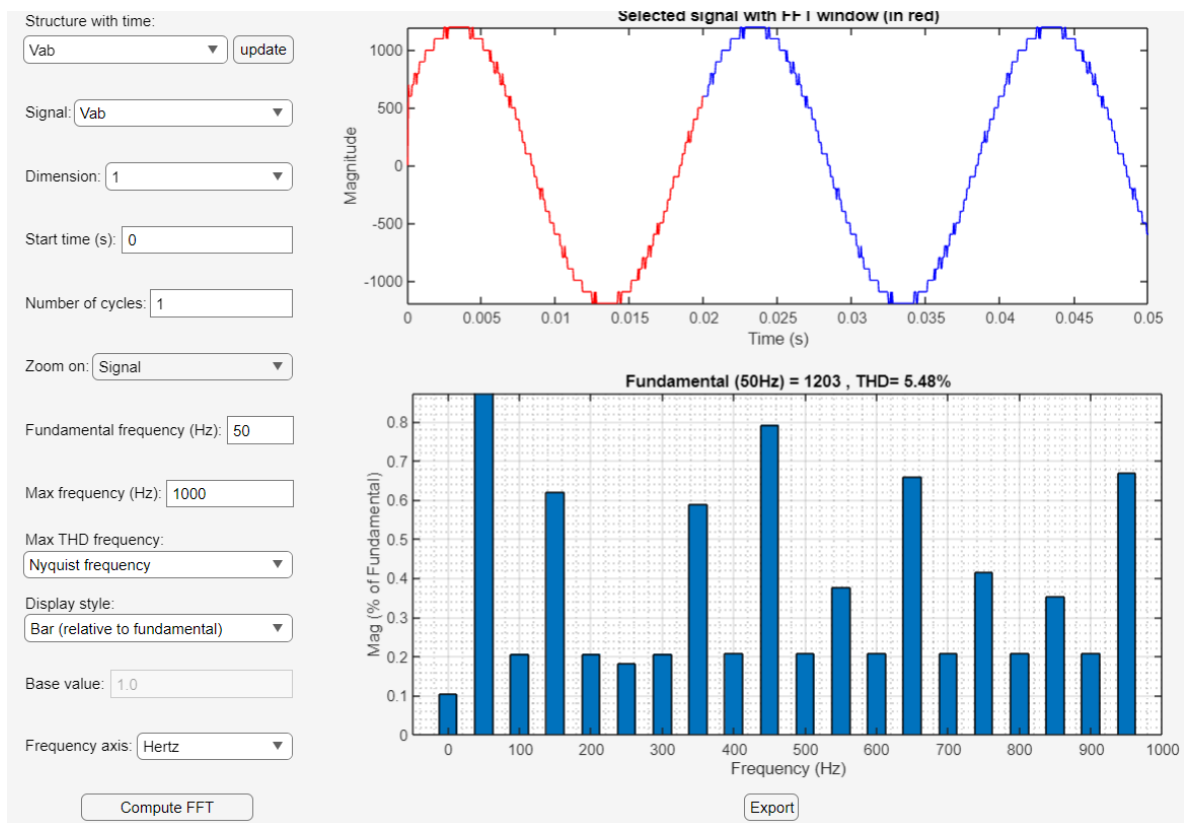 Structure with time:
Vab update
Signal: Vab
Dimension: 1
Start time (s): 0
Number of cycles: 1
Zoom on: Signal
Fundamental frequency (Hz): 50
Max frequency (Hz): 1000
Max THD frequency:
Nyquist frequency
Display style:
Bar (relative to fundamental)
Base value: 1.0
Frequency axis: Hertz
Compute FFT
Selected signal with FFT window (in red)
Magnitude
1000
500
0
-500
-1000
0 0.005 0.01 0.015 0.02 0.025 0.03 0.035 0.04 0.045 0.05
Time (s)
Fundamental (50Hz) = 1203 , THD= 5.48%
Mag (% of Fundamental)
0.8
0.7
0.6
0.5
0.4
0.3
0.2
0.1
0
0 100 200 300 400 500 600 700 800 900 1000
Frequency (Hz)
Export